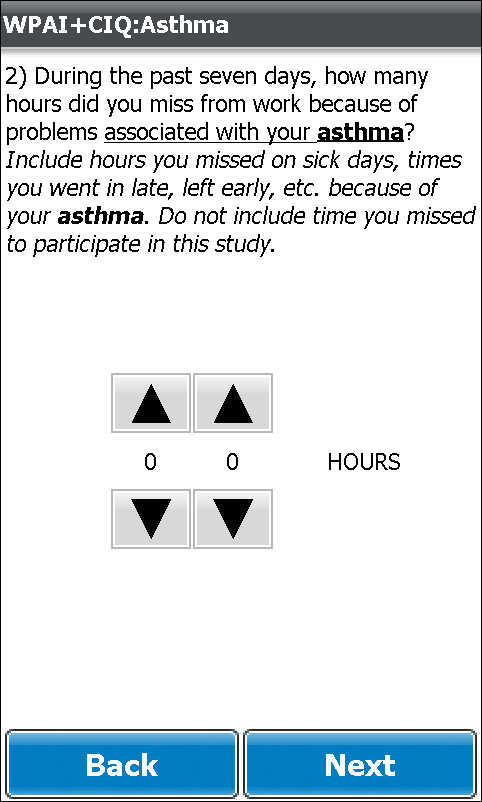 WPAI+CIQ:Asthma
2) During the past seven days, how many
hours did you miss from work because of
problems associated with your asthma?
Include hours you missed on sick days, times
you went in late, left early, etc. because of
your asthma. Do not include time you missed
to participate in this study.
0 0 HOURS
Back Next